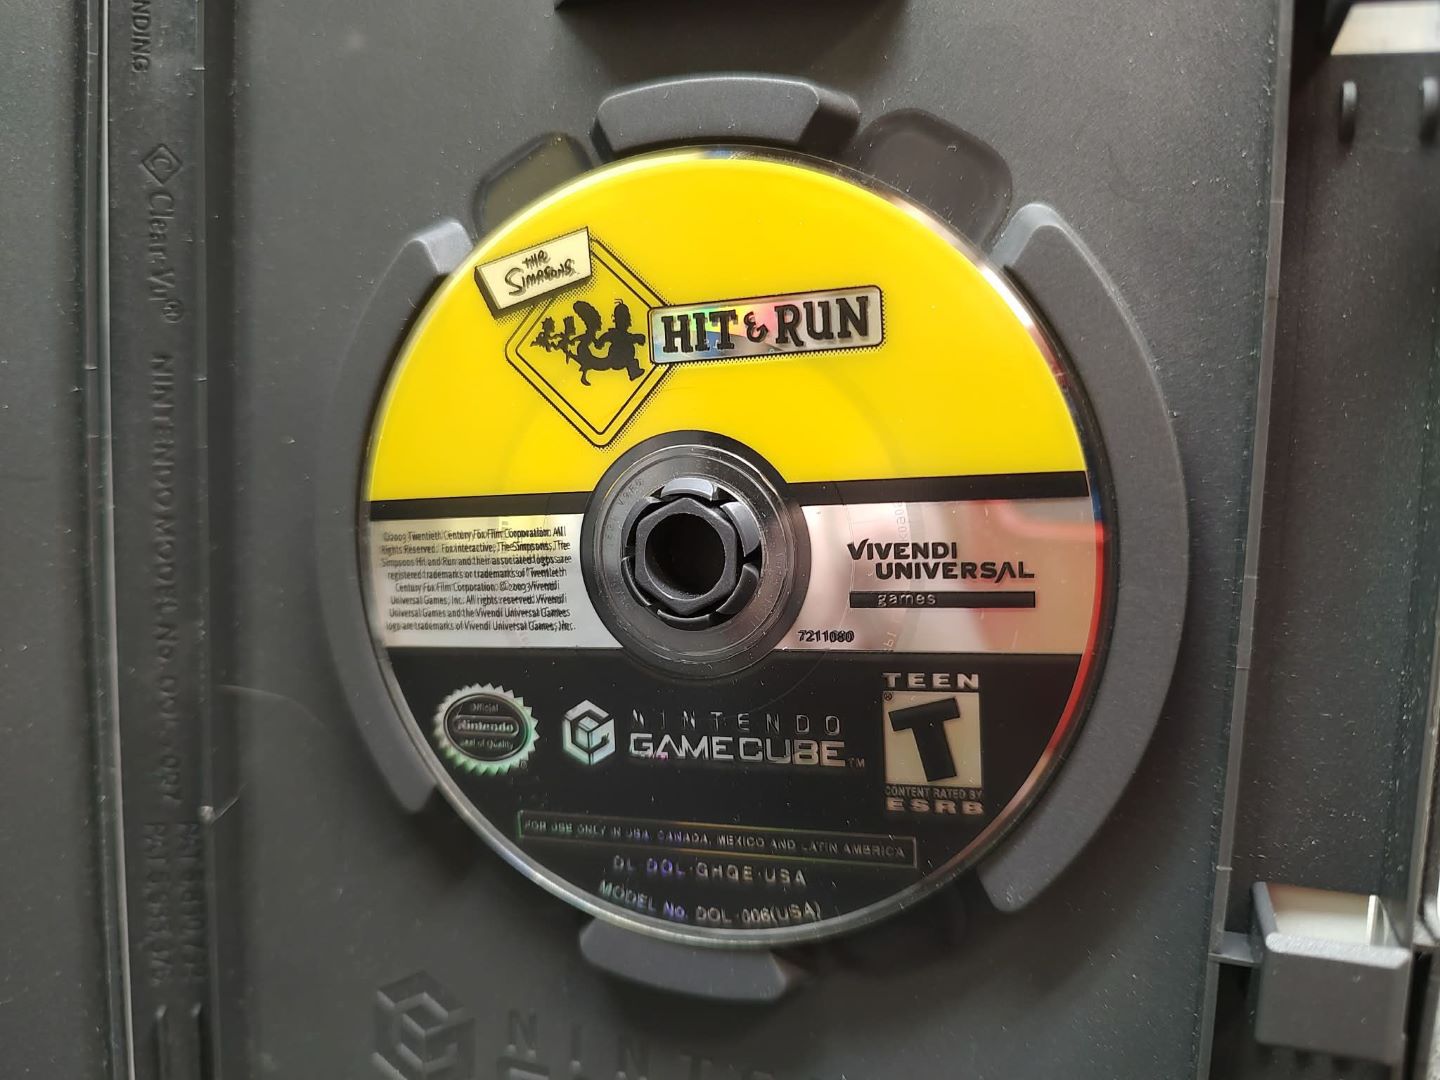 THE
SIMPSONS
HIT & RUN
©2003 Twentieth Century Fox Film Corporation. All
Rights Reserved. Fox Interactive, The Simpsons, The
Simpsons Hit and Run and their associated logos are
registered trademarks or trademarks of Twentieth
Century Fox Film Corporation. © 2003 Vivendi
Universal Games, Inc. All rights reserved. Vivendi
Universal Games and the Vivendi Universal Games
logo are trademarks of Vivendi Universal Games, Inc.
VIVENDI
UNIVERSAL
games
7211080
Official
Nintendo
Seal of Quality
NINTENDO
GAMECUBE™
TEEN
T
®
CONTENT RATED BY
ESRB
FOR USE ONLY IN USA, CANADA, MEXICO AND LATIN AMERICA
DL-DOL-GHQE-USA
MODEL No. DOL-006(USA)
Clear-Vu®
NINTENDO MODEL NO.